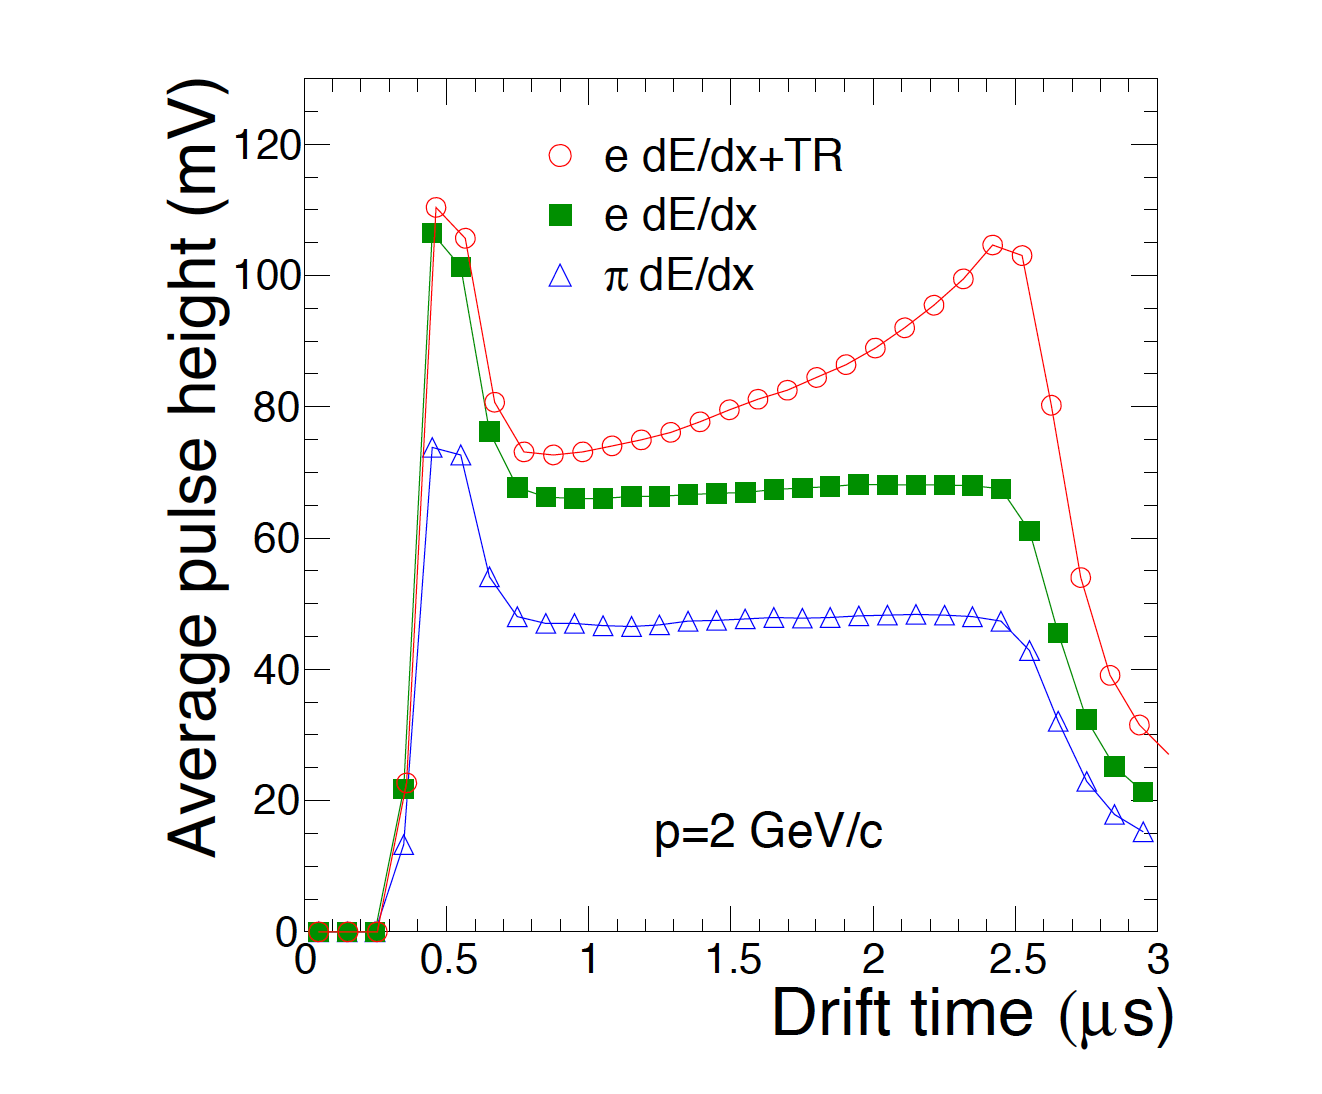 Average pulse height (mV)
120
100
80
60
40
20
0
e dE/dx+TR
e dE/dx
π dE/dx
p=2 GeV/c
0 0.5 1 1.5 2 2.5 3
Drift time (μs)